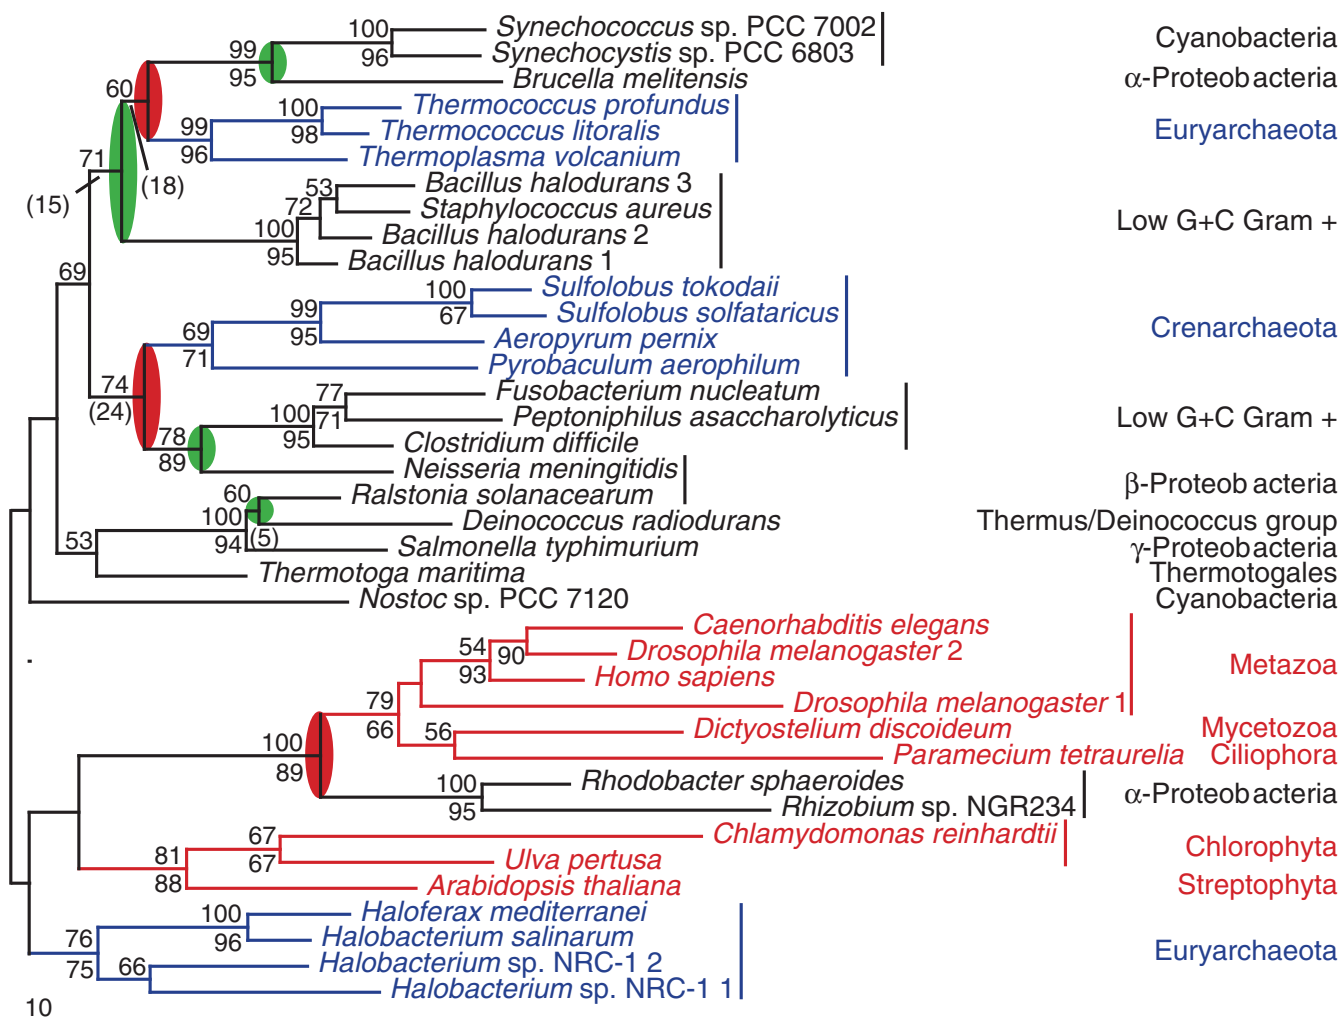 100 Synechococcus sp. PCC 7002
96 Synechocystis sp. PCC 6803
Cyanobacteria
99
95 Brucella melitensis α-Proteobacteria
60
100 Thermococcus profundus
98 Thermococcus litoralis Euryarchaeota
99
96 Thermoplasma volcanium
71
(18)
(15)
53 Bacillus halodurans 3
72 Staphylococcus aureus Low G+C Gram +
100 Bacillus halodurans 2
95 Bacillus halodurans 1
69
100 Sulfolobus tokodaii
67 Sulfolobus solfataricus
99
95 Aeropyrum pernix Crenarchaeota
69
71 Pyrobaculum aerophilum
74
(24)
77 Fusobacterium nucleatum
71 Peptoniphilus asaccharolyticus Low G+C Gram +
100
95 Clostridium difficile
78
89 Neisseria meningitidis
β-Proteobacteria
60 Ralstonia solanacearum
100 Deinococcus radiodurans Thermus/Deinococcus group
(5)
94 Salmonella typhimurium γ-Proteobacteria
53
Thermotoga maritima Thermotogales
Nostoc sp. PCC 7120 Cyanobacteria
Caenorhabditis elegans
54
90 Drosophila melanogaster 2 Metazoa
93 Homo sapiens
79 Drosophila melanogaster 1
66
56 Dictyostelium discoideum Mycetozoa
Paramecium tetraurelia Ciliophora
100
89
100 Rhodobacter sphaeroides α-Proteobacteria
95 Rhizobium sp. NGR234
67 Chlamydomonas reinhardtii Chlorophyta
67 Ulva pertusa
81
88 Arabidopsis thaliana Streptophyta
100 Haloferax mediterranei
96 Halobacterium salinarum Euryarchaeota
76
75
66 Halobacterium sp. NRC-1 2
Halobacterium sp. NRC-1 1
10